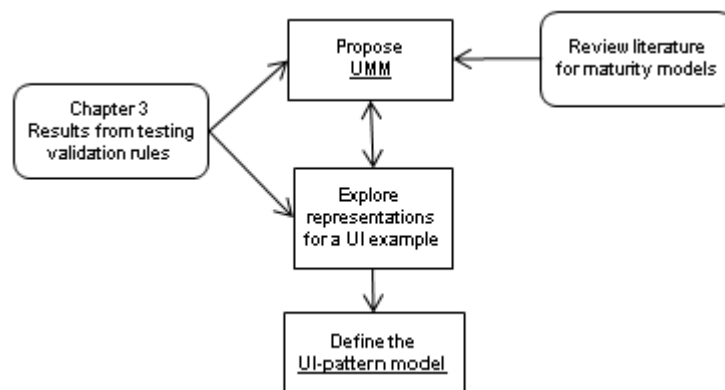 Propose
UMM
Review literature
for maturity models
Chapter 3
Results from testing
validation rules
Explore
representations
for a UI example
Define the
UI-pattern model